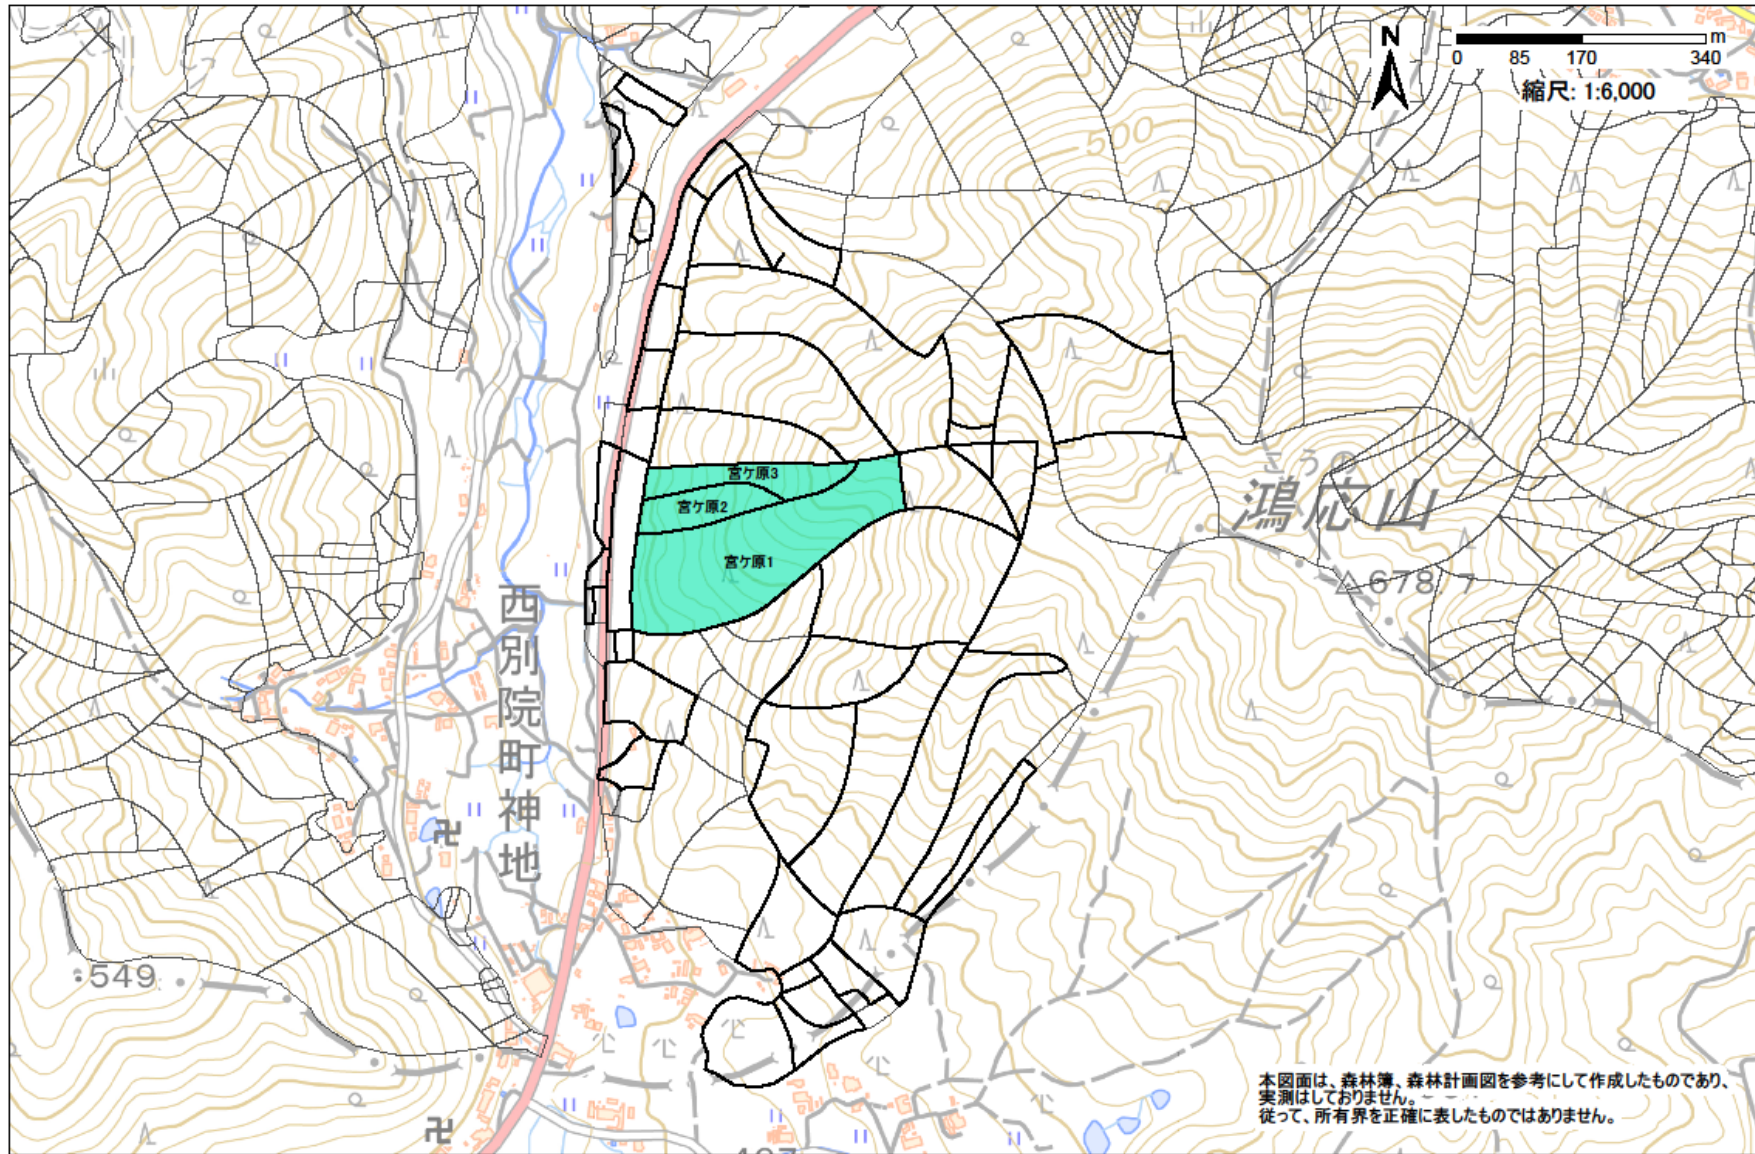 N
m
0 85 170 340
縮尺: 1:6,000
500
宮ケ原3
宮ケ原2
宮ケ原1
こうの
鴻応山
678.7
西別院町神地
549
本図面は、森林簿、森林計画図を参考にして作成したものであり、
実測はしておりません。
従って、所有界を正確に表したものではありません。